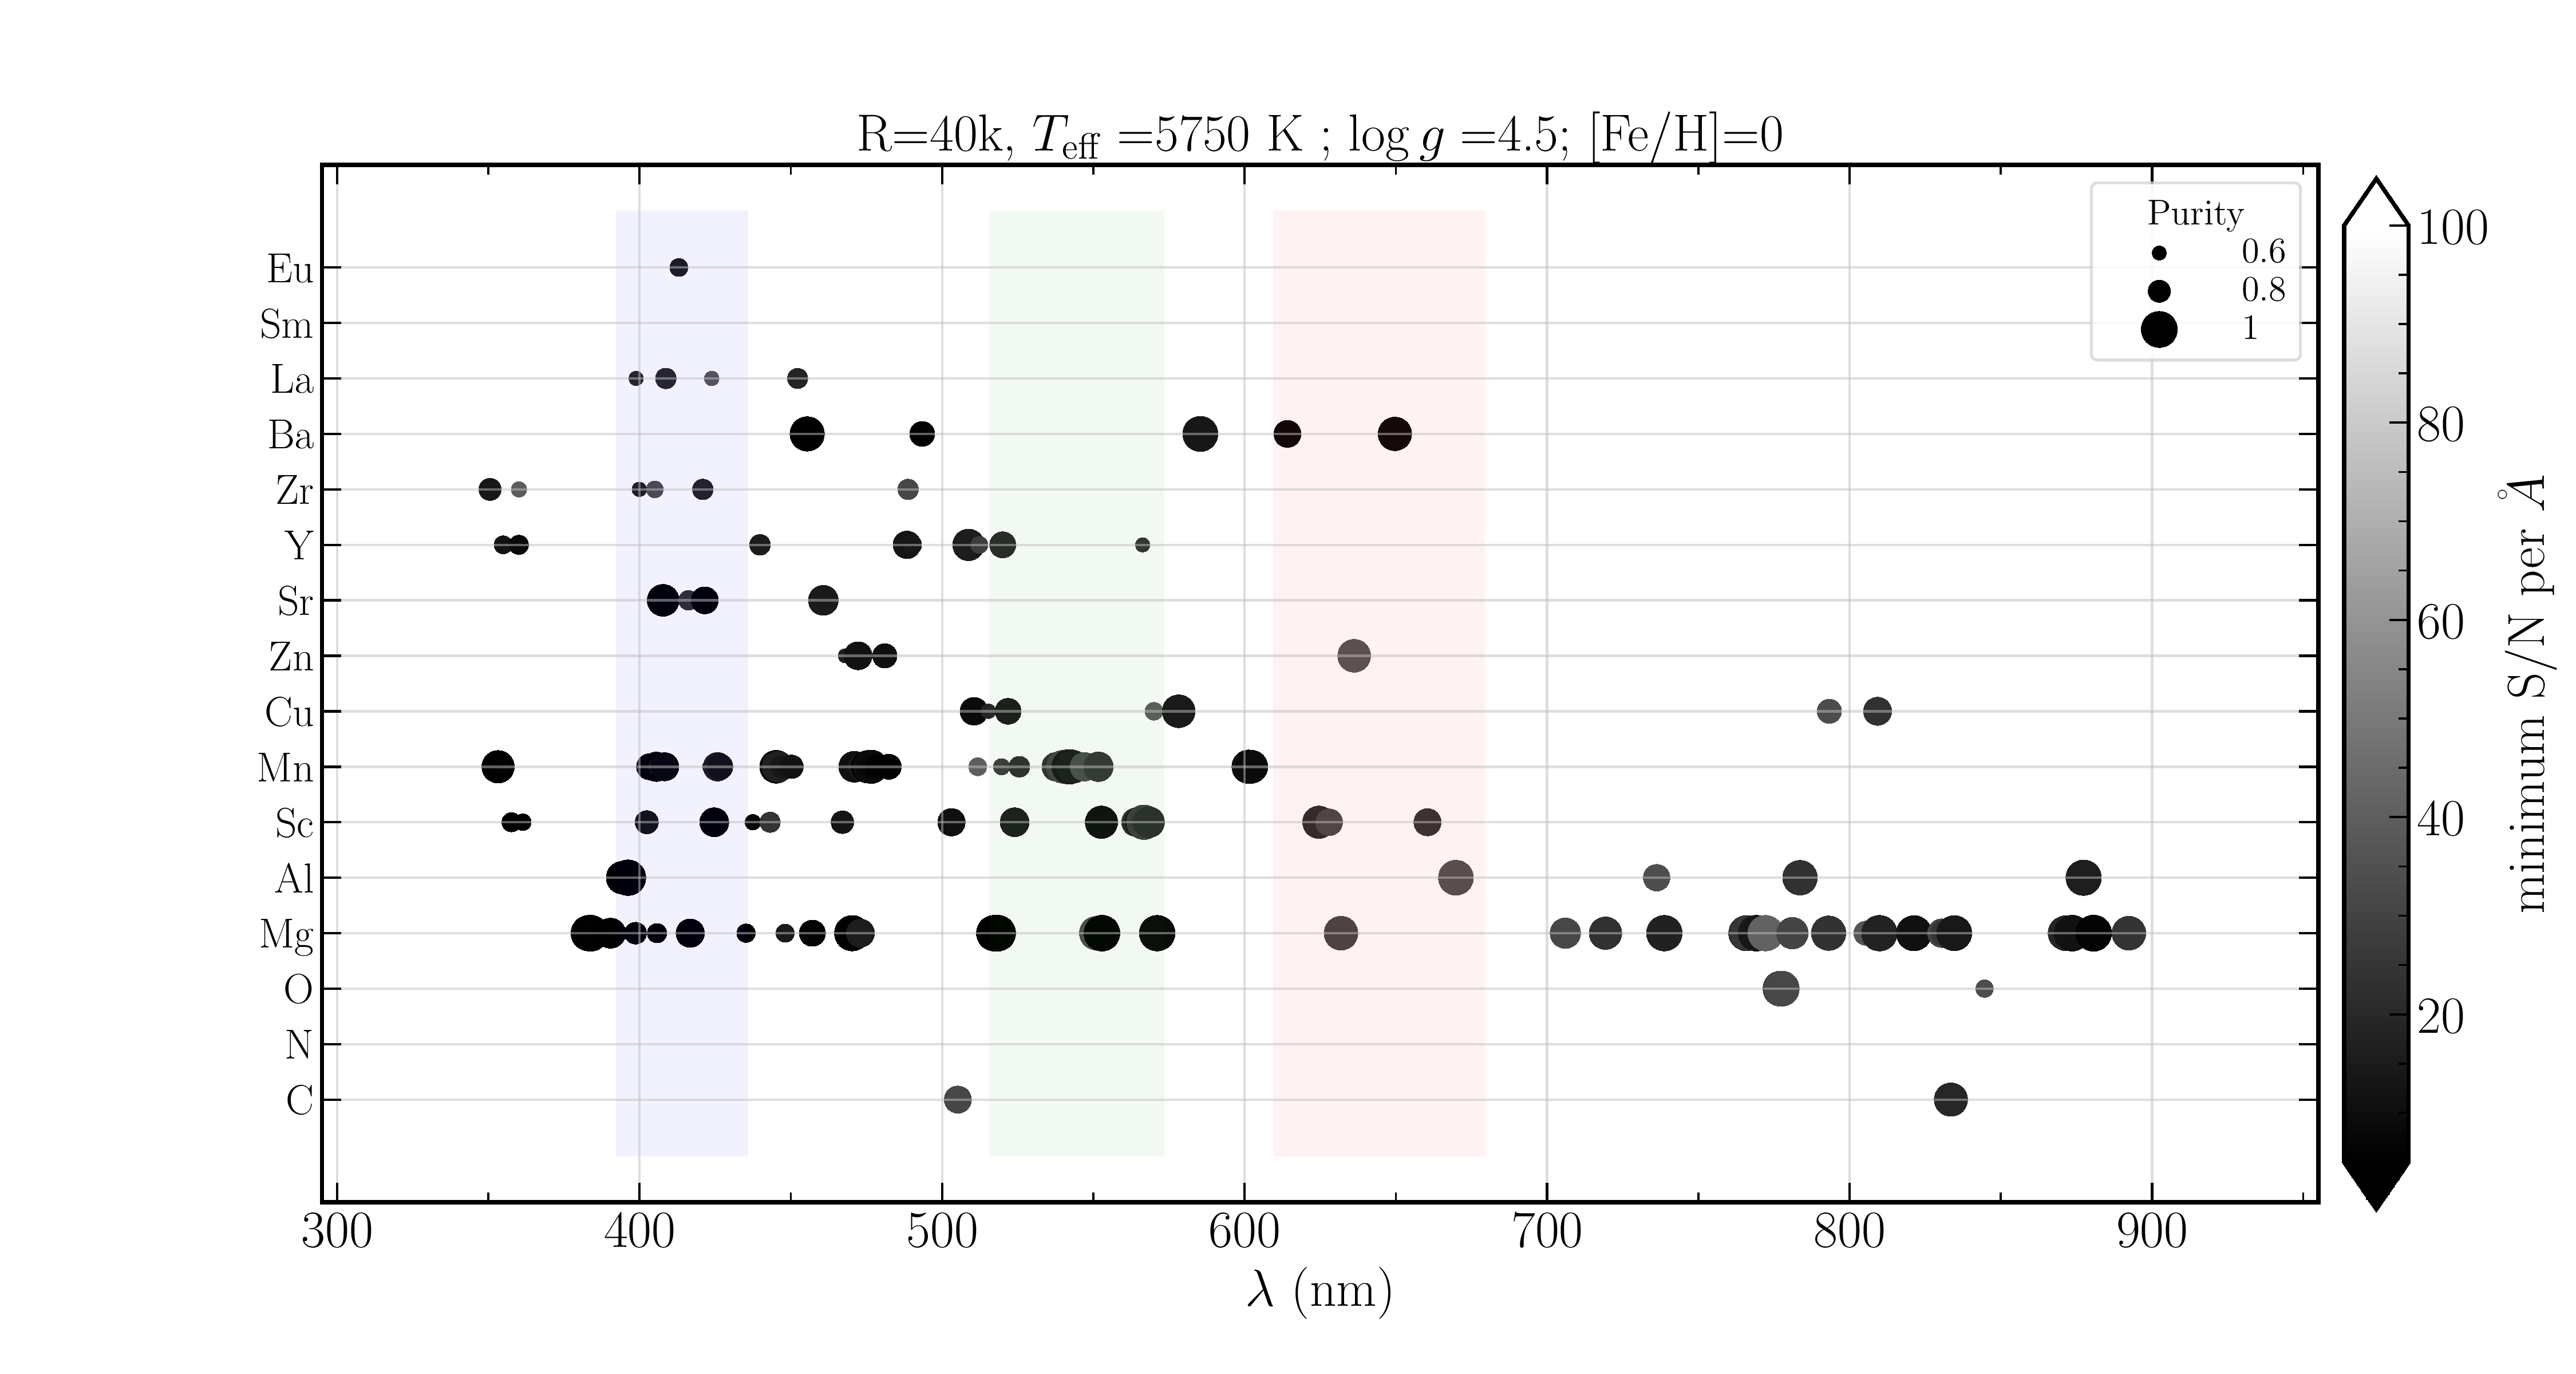 R=40k, T_eff =5750 K ; log g =4.5; [Fe/H]=0
Purity
0.6
0.8
1
Eu
Sm
La
Ba
Zr
Y
Sr
Zn
Cu
Mn
Sc
Al
Mg
O
N
C
300 400 500 600 700 800 900
λ (nm)
100
80
60
40
20
minimum S/N per Å